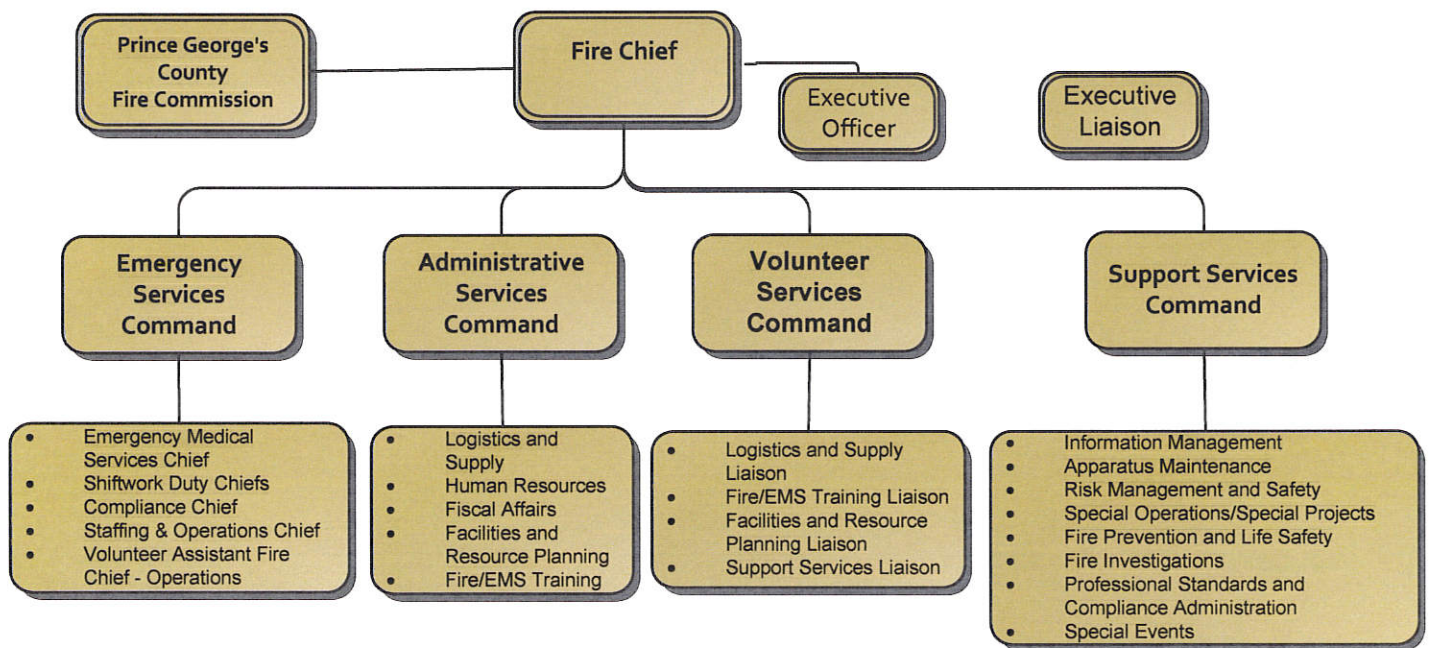 Prince George's
County
Fire Commission
Fire Chief
Executive
Officer
Executive
Liaison
Emergency
Services
Command
Administrative
Services
Command
Volunteer
Services
Command
Support Services
Command
• Emergency Medical
Services Chief
• Shiftwork Duty Chiefs
• Compliance Chief
• Staffing & Operations Chief
• Volunteer Assistant Fire
Chief - Operations
• Logistics and
Supply
• Human Resources
• Fiscal Affairs
• Facilities and
Resource Planning
• Fire/EMS Training
• Logistics and Supply
Liaison
• Fire/EMS Training Liaison
• Facilities and Resource
Planning Liaison
• Support Services Liaison
• Information Management
• Apparatus Maintenance
• Risk Management and Safety
• Special Operations/Special Projects
• Fire Prevention and Life Safety
• Fire Investigations
• Professional Standards and
Compliance Administration
• Special Events